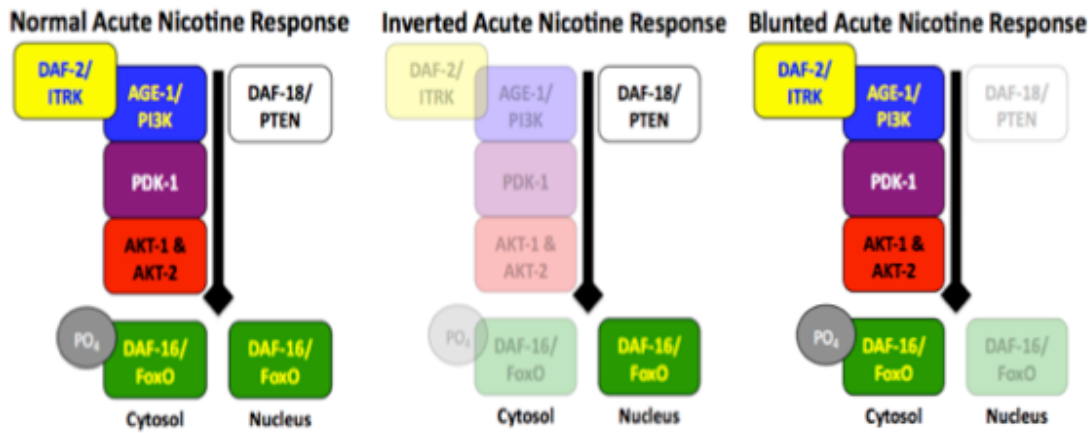 Normal Acute Nicotine Response
DAF-2/
ITRK
AGE-1/
PI3K
DAF-18/
PTEN
PDK-1
AKT-1 &
AKT-2
PO₄
DAF-16/
FoxO
DAF-16/
FoxO
Cytosol
Nucleus
Inverted Acute Nicotine Response
DAF-2/
ITRK
AGE-1/
PI3K
DAF-18/
PTEN
PDK-1
AKT-1 &
AKT-2
PO₄
DAF-16/
FoxO
DAF-16/
FoxO
Cytosol
Nucleus
Blunted Acute Nicotine Response
DAF-2/
ITRK
AGE-1/
PI3K
DAF-18/
PTEN
PDK-1
AKT-1 &
AKT-2
PO₄
DAF-16/
FoxO
DAF-16/
FoxO
Cytosol
Nucleus